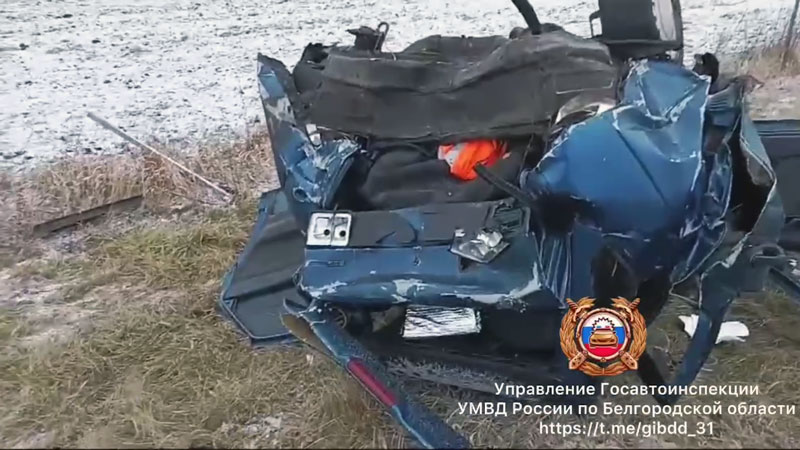 Управление Госавтоинспекции
УМВД России по Белгородской области
https://t.me/gibdd_31